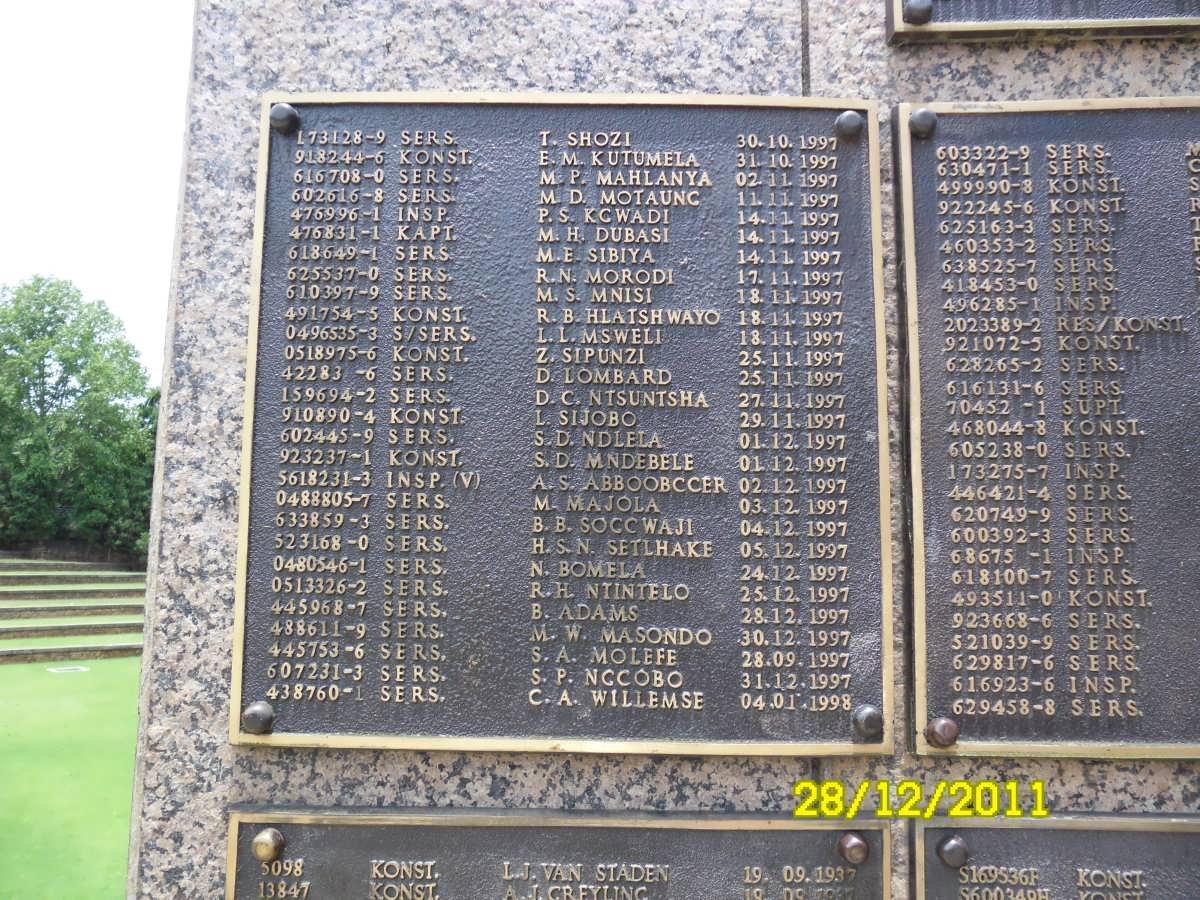 173128-9 SERS. T. SHOZI 30.10.1997
918244-6 KONST. E.M. KUTUMELA 31.10.1997
616708-0 SERS. M.P. MAHLANYA 02.11.1997
602616-8 SERS. M.D. MOTAUNG 11.11.1997
476996-1 INSP. P.S. KGWADI 14.11.1997
476831-1 KAPT. M.H. DUBASI 14.11.1997
618649-1 SERS. M.E. SIBIYA 14.11.1997
625537-0 SERS. R.N. MORODI 17.11.1997
610397-9 SERS. M.S. MNISI 18.11.1997
491754-5 KONST. R.B. HLATSHWAYO 18.11.1997
0496535-3 S/SERS. L.L. MSWELI 18.11.1997
0518975-6 KONST. Z. SIPUNZI 25.11.1997
42283 -6 SERS. D. LOMBARD 25.11.1997
159694-2 SERS. D.C. NTSUNTSHA 27.11.1997
910890-4 KONST. L. SIJOBO 29.11.1997
602445-9 SERS. S.D. NDLELA 01.12.1997
923237-1 KONST. S.D. MNDEBELE 01.12.1997
5618231-3 INSP. (V) A.S. ABBOOBCCER 02.12.1997
0488805-7 SERS. M. MAJOLA 03.12.1997
633859-3 SERS. B.B. SOGCWAJI 04.12.1997
523168-0 SERS. H.S.N. SETLHAKE 05.12.1997
0480546-1 SERS. N. BOMELA 24.12.1997
0513326-2 SERS. R.H. NTINTELO 25.12.1997
445968-7 SERS. B. ADAMS 28.12.1997
488611-9 SERS. M.W. MASONDO 30.12.1997
445753-6 SERS. S.A. MOLEFE 28.09.1997
607231-3 SERS. S.P. NGCOBO 31.12.1997
438760-1 SERS. C.A. WILLEMSE 04.01.1998
603322-9 SERS.
630471-1 SERS.
499990-8 KONST.
922245-6 KONST.
625163-3 SERS.
460353-2 SERS.
638525-7 SERS.
418453-0 SERS.
496285-1 INSP.
2023389-2 RES/KONST.
921072-5 KONST.
628265-2 SERS.
616131-6 SERS.
70452 -1 SUPT.
468044-8 KONST.
605238-0 SERS.
173275-7 INSP.
446421-4 SERS.
620749-9 SERS.
600392-3 SERS.
68675 -1 INSP.
618100-7 SERS.
493511-0 KONST.
923668-6 SERS.
521039-9 SERS.
629817-6 SERS.
616923-6 INSP.
629458-8 SERS.
28/12/2011
5098 KONST. L.J. VAN STADEN 19.09.1937
13847 KONST. A.J. GREYLING 19.09.
S169536F KONST.
S600349H KONST.